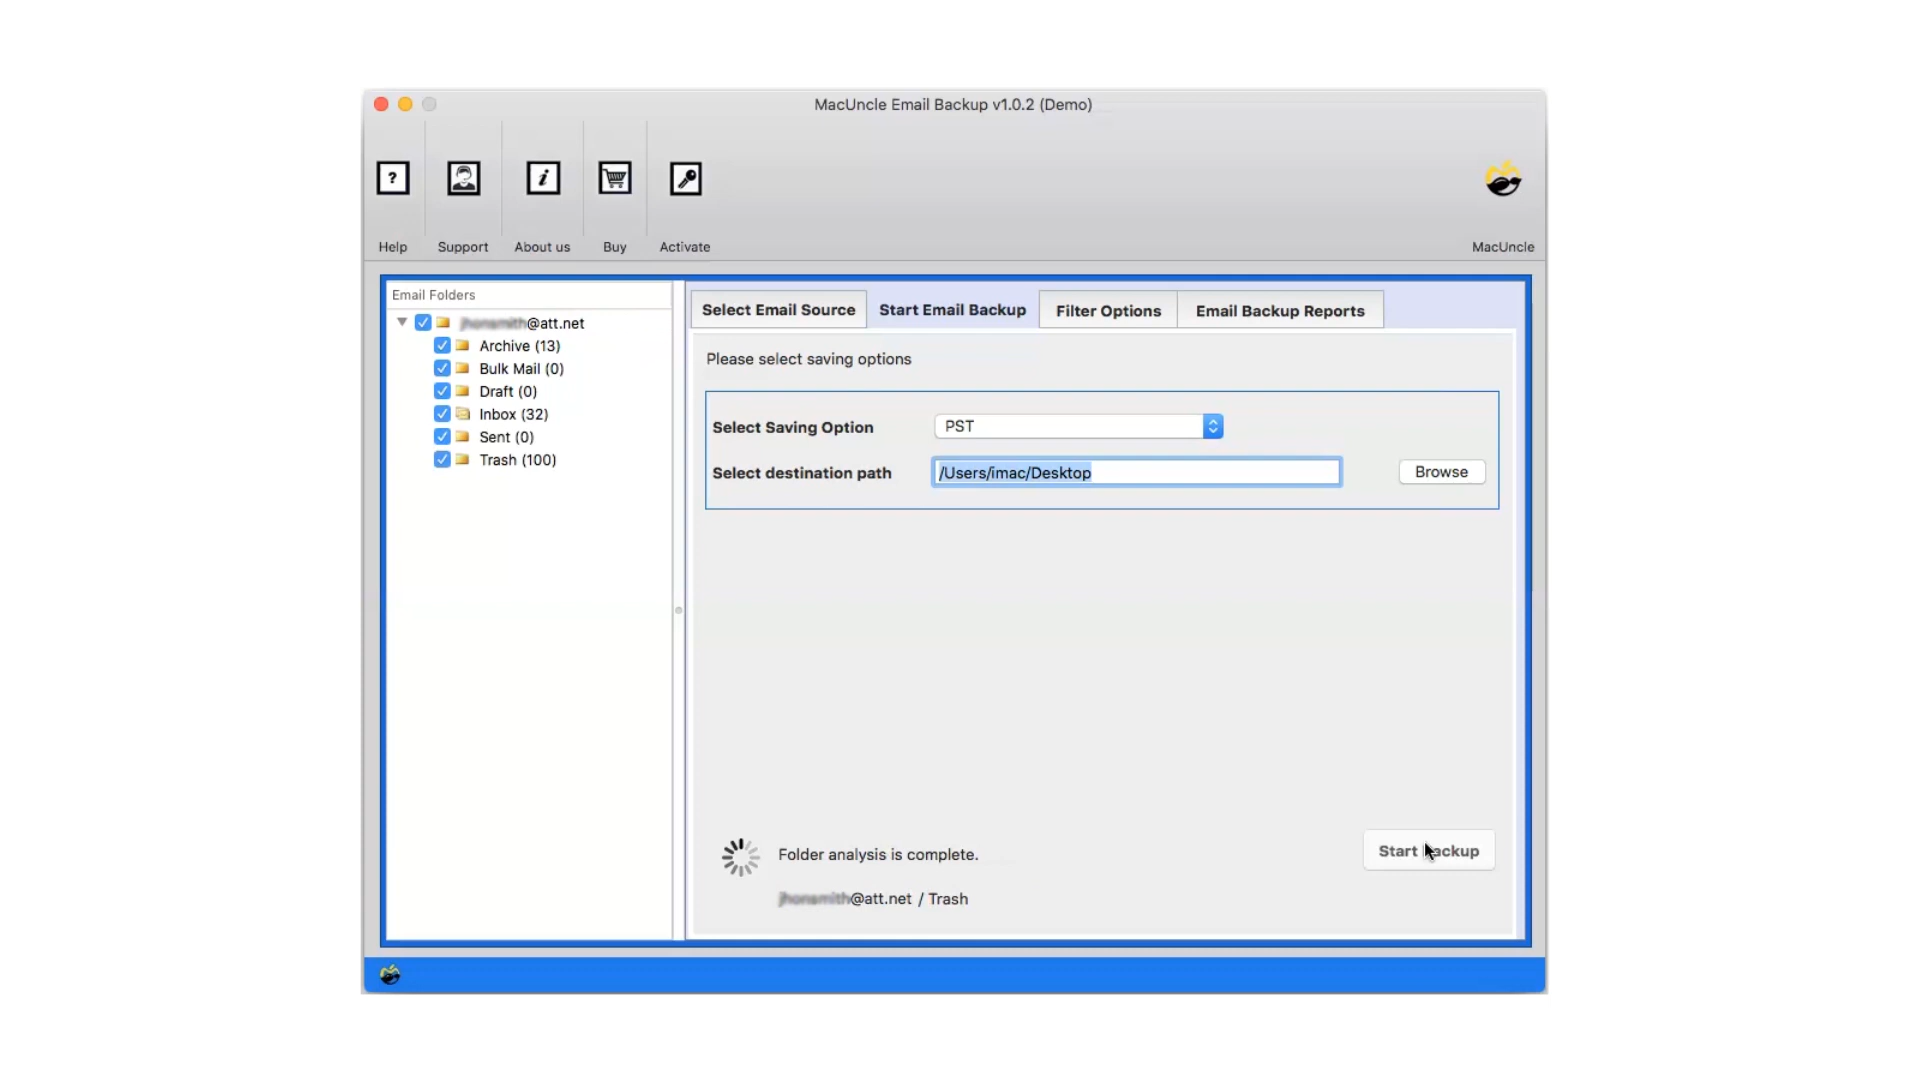 MacUncle Email Backup v1.0.2 (Demo)
?
i
Help
Support
About us
Buy
Activate
MacUncle
Email Folders
@att.net
Archive (13)
Bulk Mail (0)
Draft (0)
Inbox (32)
Sent (0)
Trash (100)
Select Email Source
Start Email Backup
Filter Options
Email Backup Reports
Please select saving options
Select Saving Option
PST
Select destination path
/Users/imac/Desktop
Browse
Folder analysis is complete.
Start Backup
@att.net / Trash